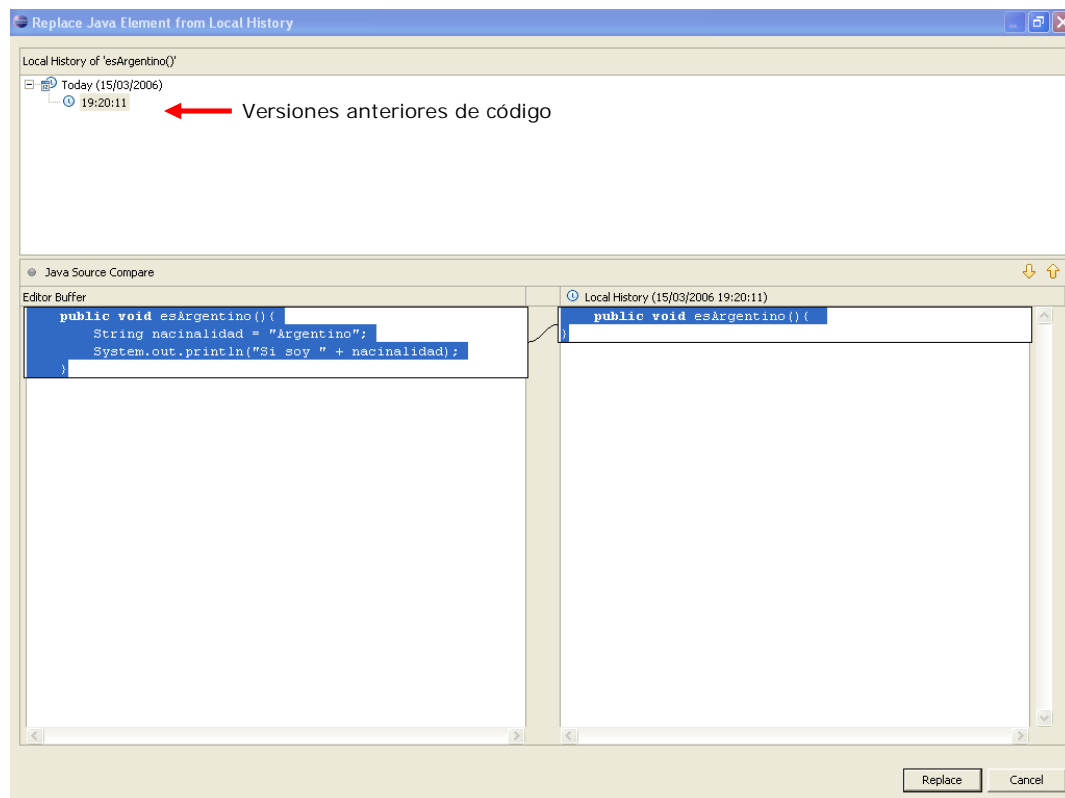 Replace Java Element from Local History
Local History of 'esArgentino()'
Today (15/03/2006)
19:20:11
Versiones anteriores de código
Java Source Compare
Editor Buffer
Local History (15/03/2006 19:20:11)
public void esArgentino(){
String nacinalidad = "Argentino";
System.out.println("Si soy " + nacinalidad);
}
public void esArgentino(){
}
Replace
Cancel